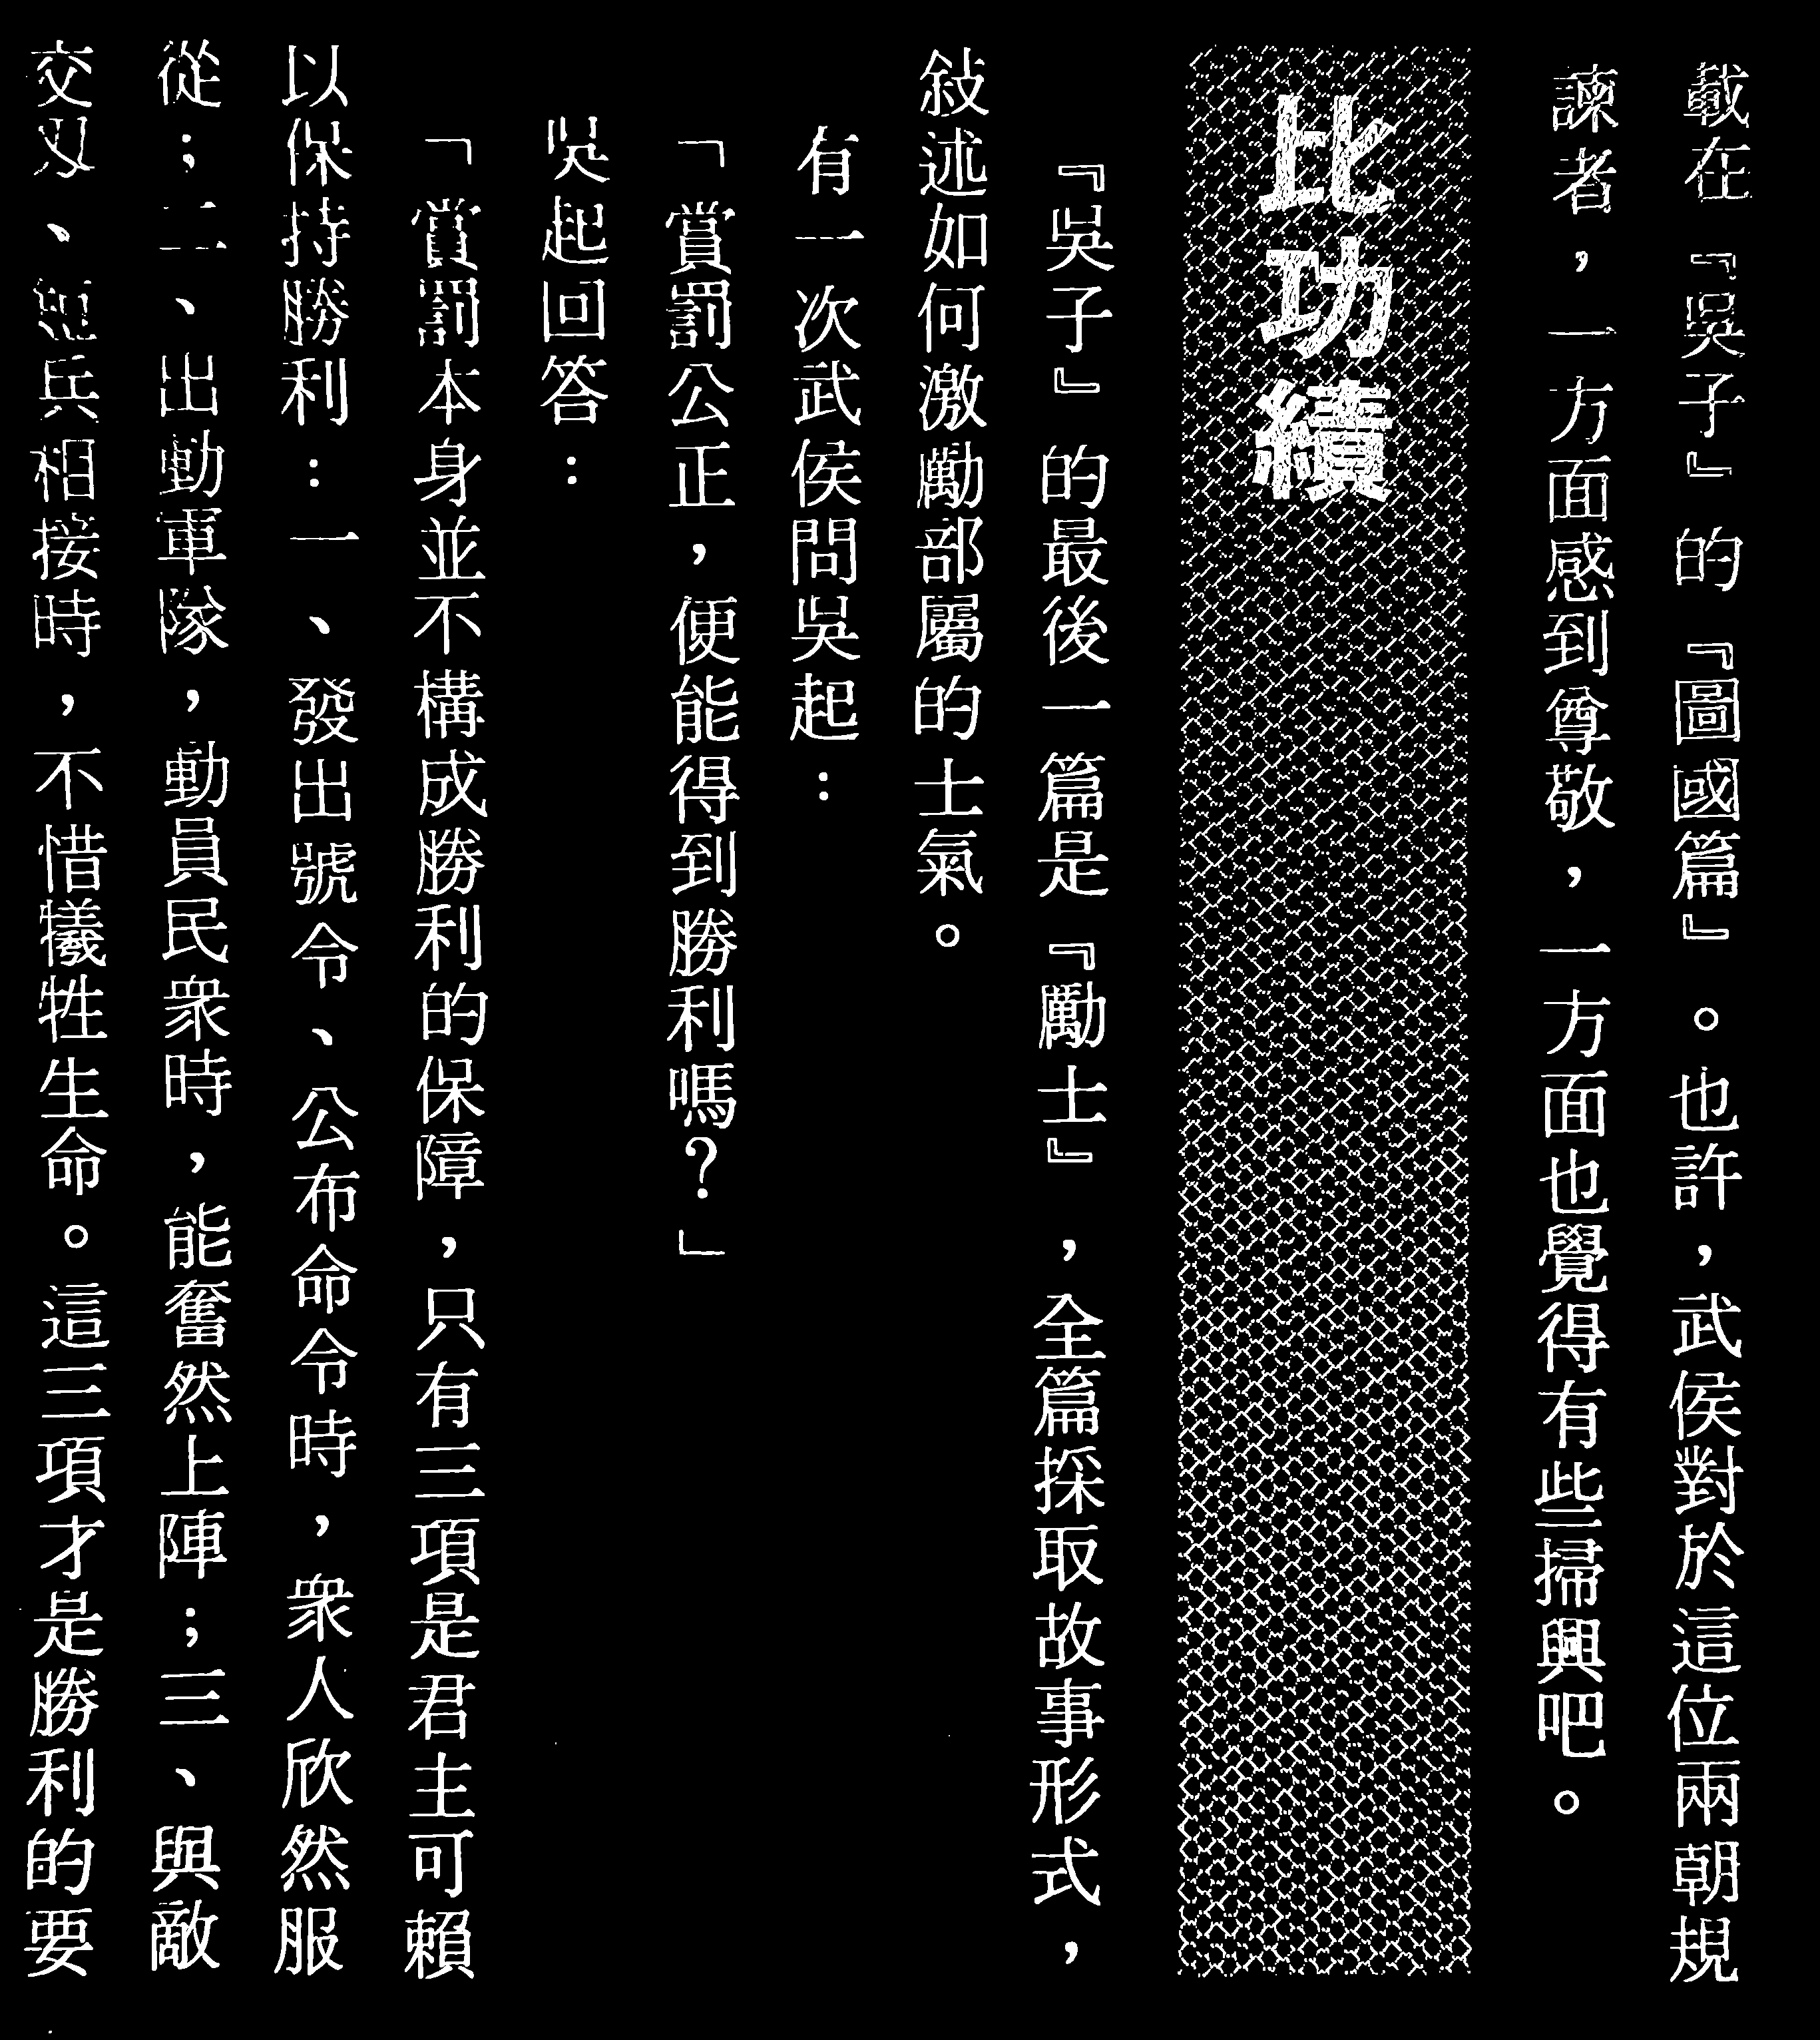 載在『吳子』的『圖國篇』。也許，武侯對於這位兩朝規
諫者，一方面感到尊敬，一方面也覺得有些掃興吧。
比功續
『吳子』的最後一篇是『勵士』，全篇採取故事形式，
敍述如何激勵部屬的士氣。
有一次武侯問吳起：
「賞罰公正，便能得到勝利嗎？」
吳起回答：
「賞罰本身並不構成勝利的保障，只有三項是君主可賴
以保持勝利：一、發出號令、公布命令時，衆人欣然服
從；二、出動軍隊，動員民衆時，能奮然上陣；三、與敵
交刄、短兵相接時，不惜犧牲生命。這三項才是勝利的要